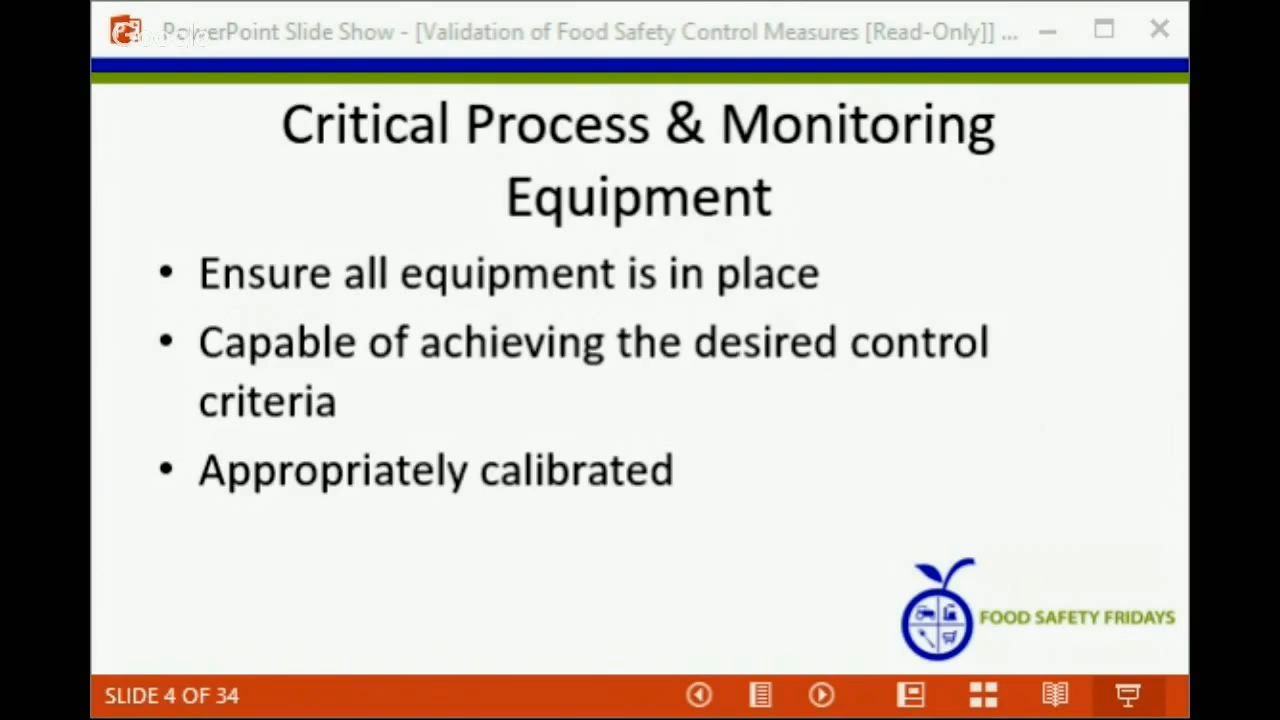 PowerPoint Slide Show - [Validation of Food Safety Control Measures [Read-Only]] ...
Google
Critical Process & Monitoring
Equipment
• Ensure all equipment is in place
• Capable of achieving the desired control
criteria
• Appropriately calibrated
FOOD SAFETY FRIDAYS
SLIDE 4 OF 34